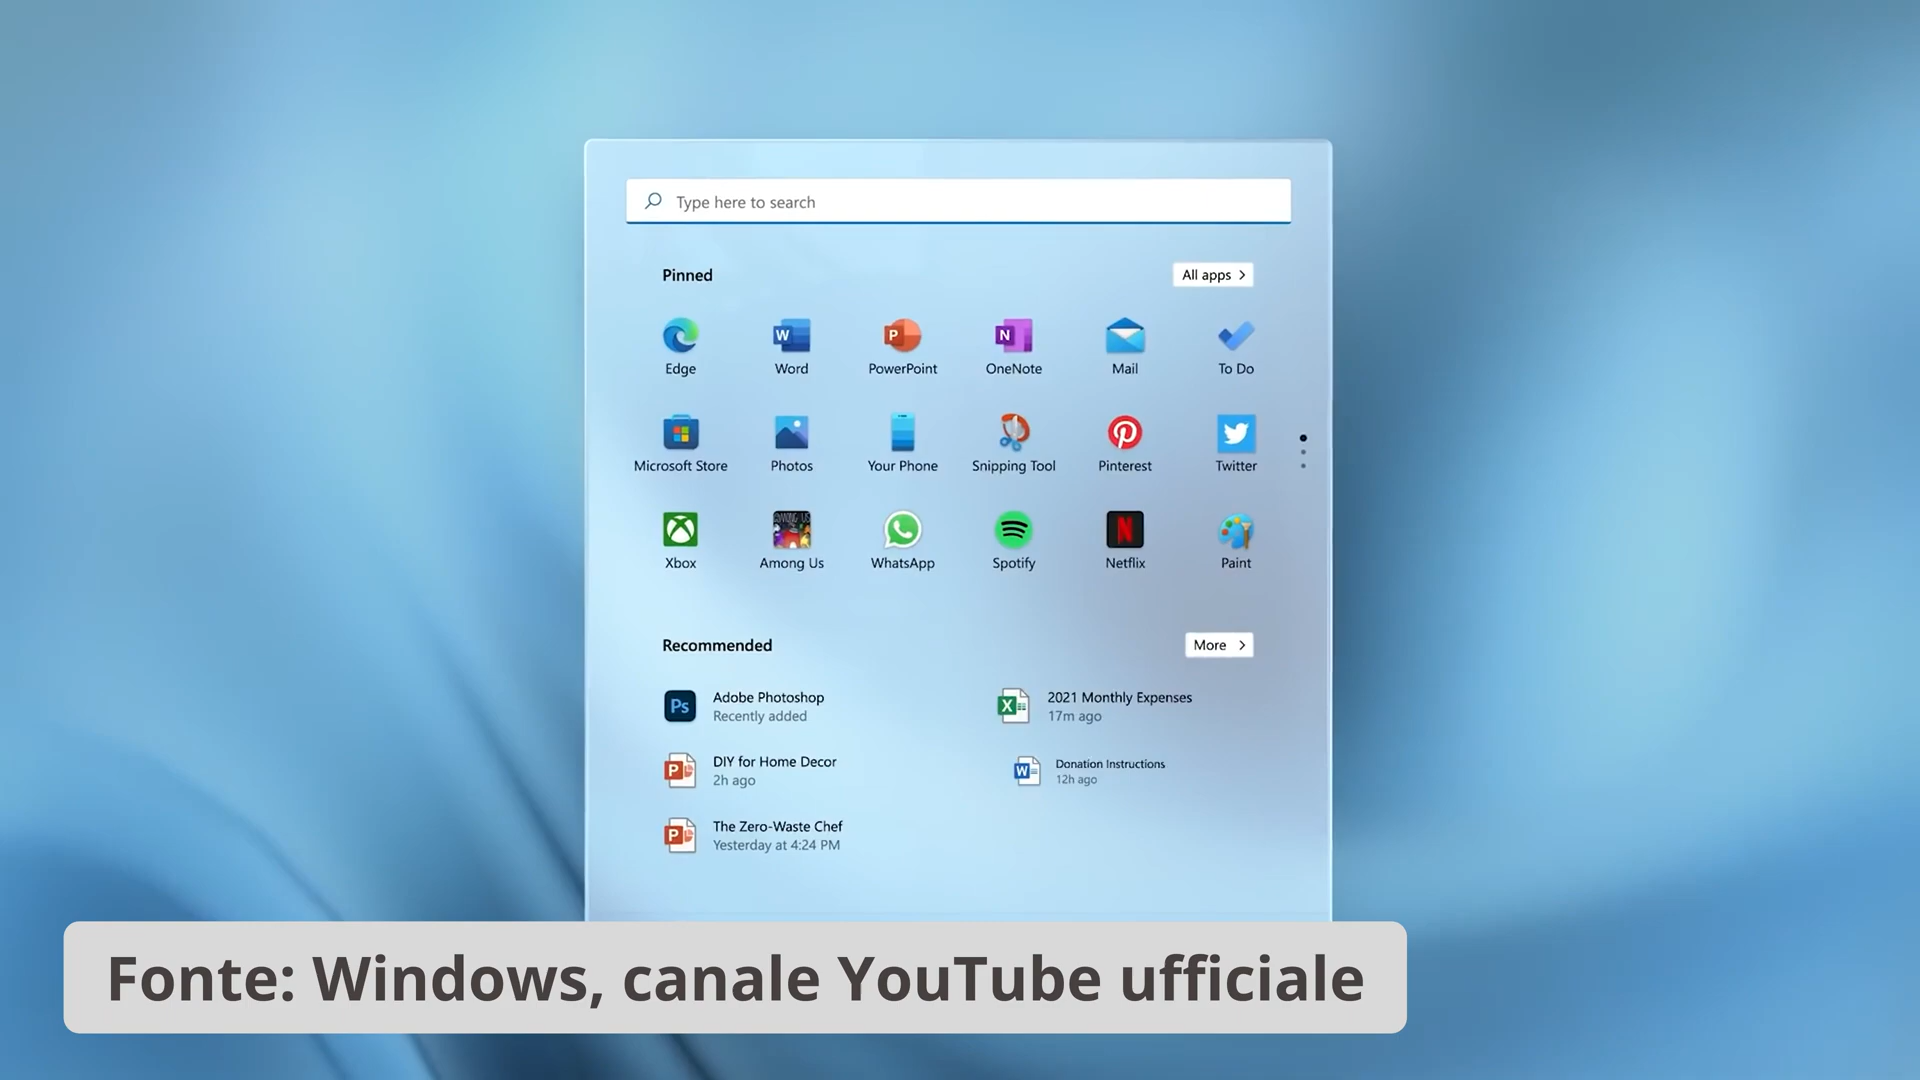 Type here to search
Pinned
All apps
Edge
Word
PowerPoint
OneNote
Mail
To Do
Microsoft Store
Photos
Your Phone
Snipping Tool
Pinterest
Twitter
Xbox
Among Us
WhatsApp
Spotify
Netflix
Paint
Recommended
More
Adobe Photoshop
Recently added
2021 Monthly Expenses
17m ago
DIY for Home Decor
2h ago
Donation Instructions
12h ago
The Zero-Waste Chef
Yesterday at 4:24 PM
Fonte: Windows, canale YouTube ufficiale